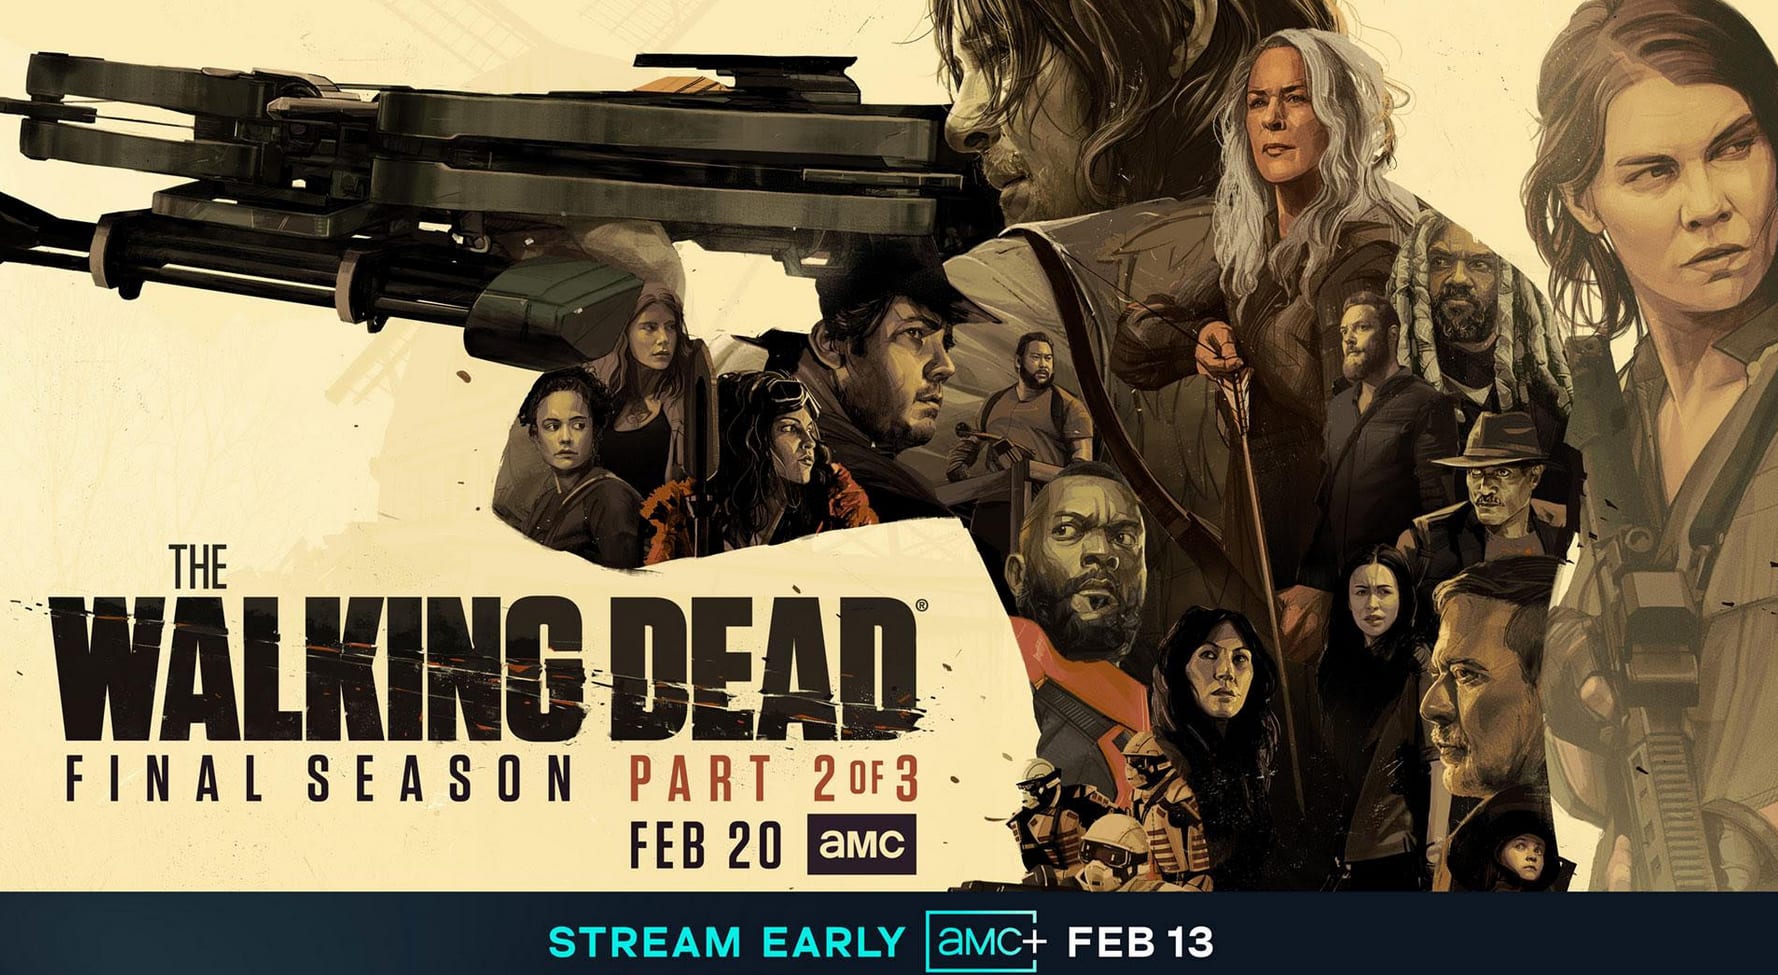 THE
WALKING DEAD®
FINAL SEASON PART 2 OF 3
FEB 20 aMC
STREAM EARLY aMC+ FEB 13